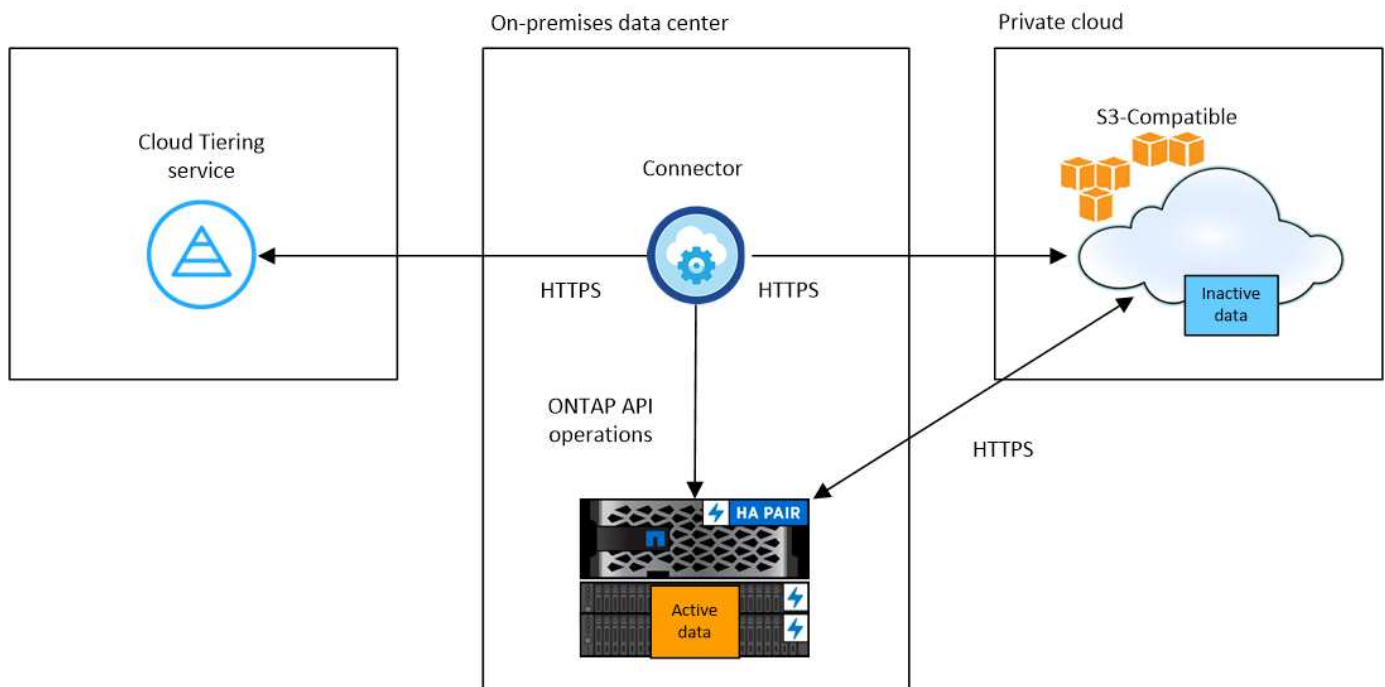 On-premises data center
Private cloud
Cloud Tiering
service
Connector
S3-Compatible
HTTPS
HTTPS
Inactive
data
ONTAP API
operations
HTTPS
HA PAIR
Active
data